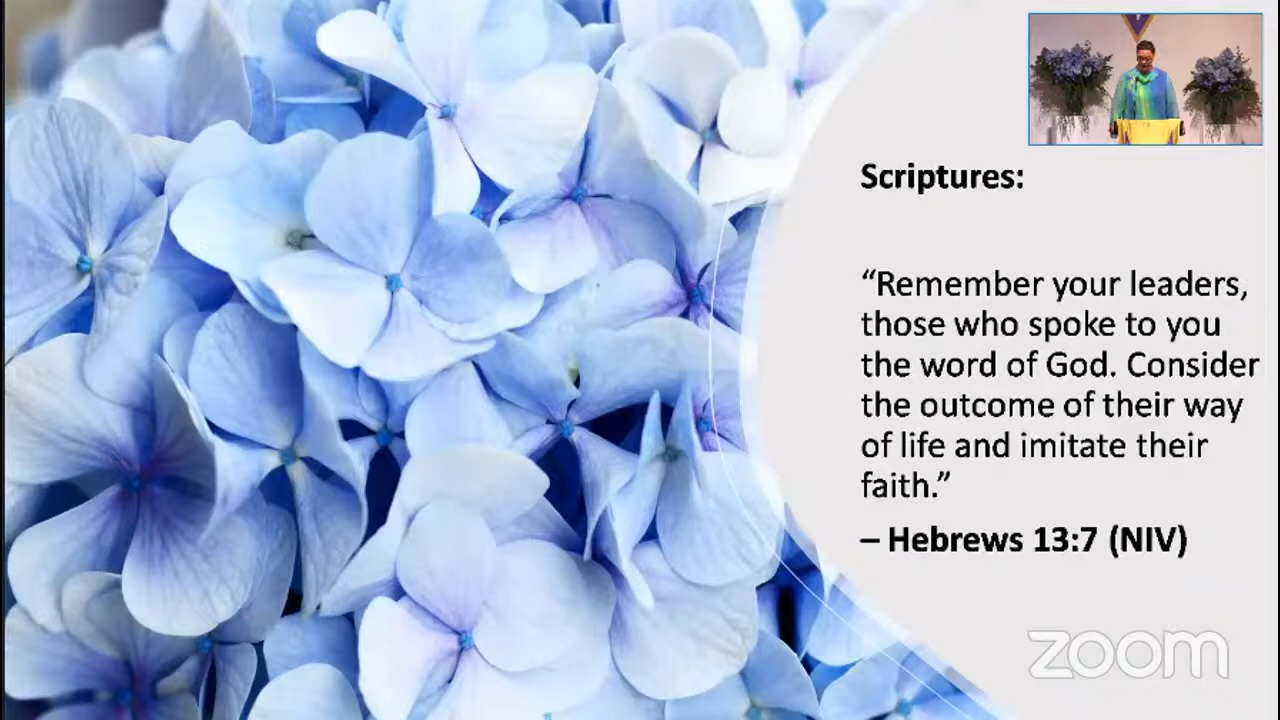 Scriptures:
“Remember your leaders,
those who spoke to you
the word of God. Consider
the outcome of their way
of life and imitate their
faith.”
– Hebrews 13:7 (NIV)
zoom